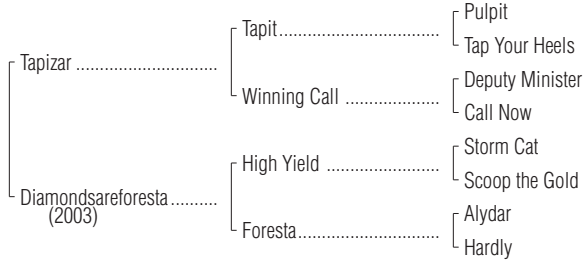 Pulpit
Tapit
Tap Your Heels
Tapizar
Deputy Minister
Winning Call
Call Now
Storm Cat
High Yield
Scoop the Gold
Diamondsareforesta
(2003)
Alydar
Foresta
Hardly